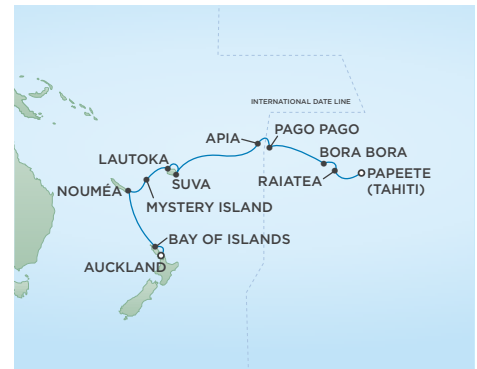 INTERNATIONAL DATE LINE
APIA
PAGO PAGO
LAUTOKA
BORA BORA
NOUMÉA
SUVA
RAIATEA
PAPEETE
(TAHITI)
MYSTERY ISLAND
BAY OF ISLANDS
AUCKLAND